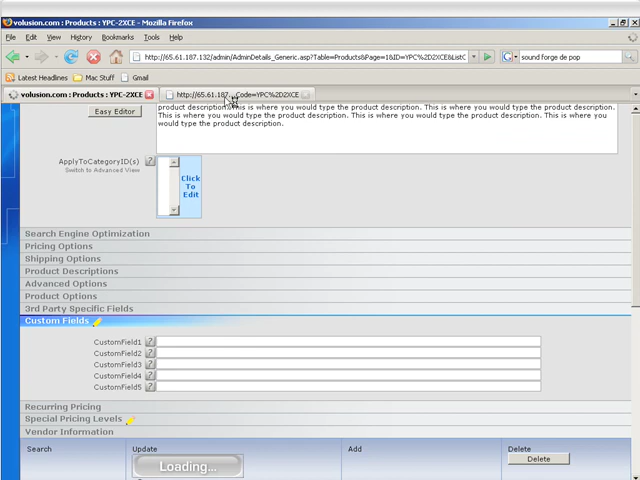 volusion.com : Products : YPC-2XCE - Mozilla Firefox
File Edit View History Bookmarks Tools Help
http://65.61.187.132/admin/AdminDetails_Generic.asp?Table=Products&Page=1&ID=YPC%2D2XCE&ListC
sound forge de pop
Latest Headlines Mac Stuff Gmail
volusion.com : Products : YPC-2XCE http://65.61.187... Code=YPC%2D2XCE
product description. This is where you would type the product description. This is where you would type the product description.
Easy Editor
This is where you would type the product description. This is where you would type the product description. This is where you
would type the product description.
ApplyToCategoryID(s) ?
Switch to Advanced View
Click
To
Edit
Search Engine Optimization
Pricing Options
Shipping Options
Product Descriptions
Advanced Options
Product Options
3rd Party Specific Fields
Custom Fields
CustomField1 ?
CustomField2 ?
CustomField3 ?
CustomField4 ?
CustomField5 ?
Recurring Pricing
Special Pricing Levels
Vendor Information
Search Update Add Delete
Loading... Delete